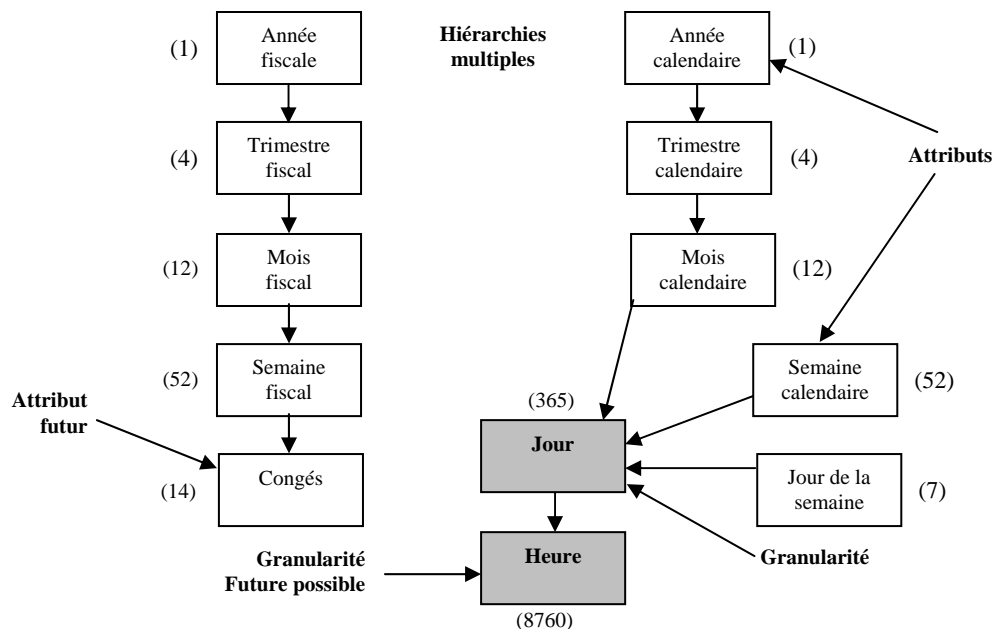 (1)
Année
fiscale
Hiérarchies
multiples
Année
calendaire
(1)
(4)
Trimestre
fiscal
Trimestre
calendaire
(4)
Attributs
(12)
Mois
fiscal
Mois
calendaire
(12)
(52)
Semaine
fiscal
Semaine
calendaire
(52)
Attribut
futur
(365)
Jour
(14)
Congés
Jour de la
semaine
(7)
Granularité
Future possible
Heure
Granularité
(8760)